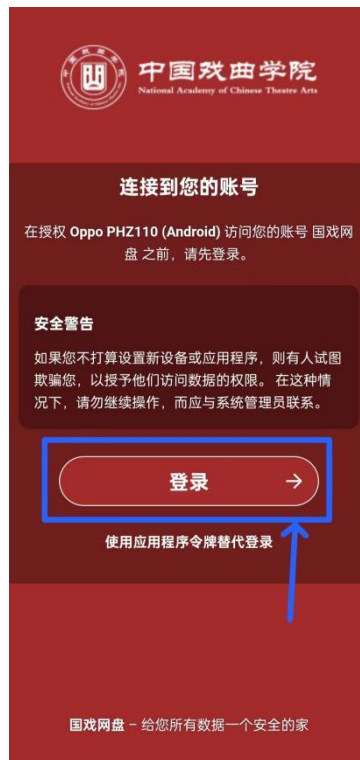 中国戏曲学院
National Academy of Chinese Theatre Arts
连接到您的账号
在授权 Oppo PHZ110 (Android) 访问您的账号 国戏网
盘 之前，请先登录。
安全警告
如果您不打算设置新设备或应用程序，则有人试图
欺骗您，以授予他们访问数据的权限。 在这种情
况下，请勿继续操作，而应与系统管理员联系。
登录 →
使用应用程序令牌替代登录
国戏网盘 – 给您所有数据一个安全的家